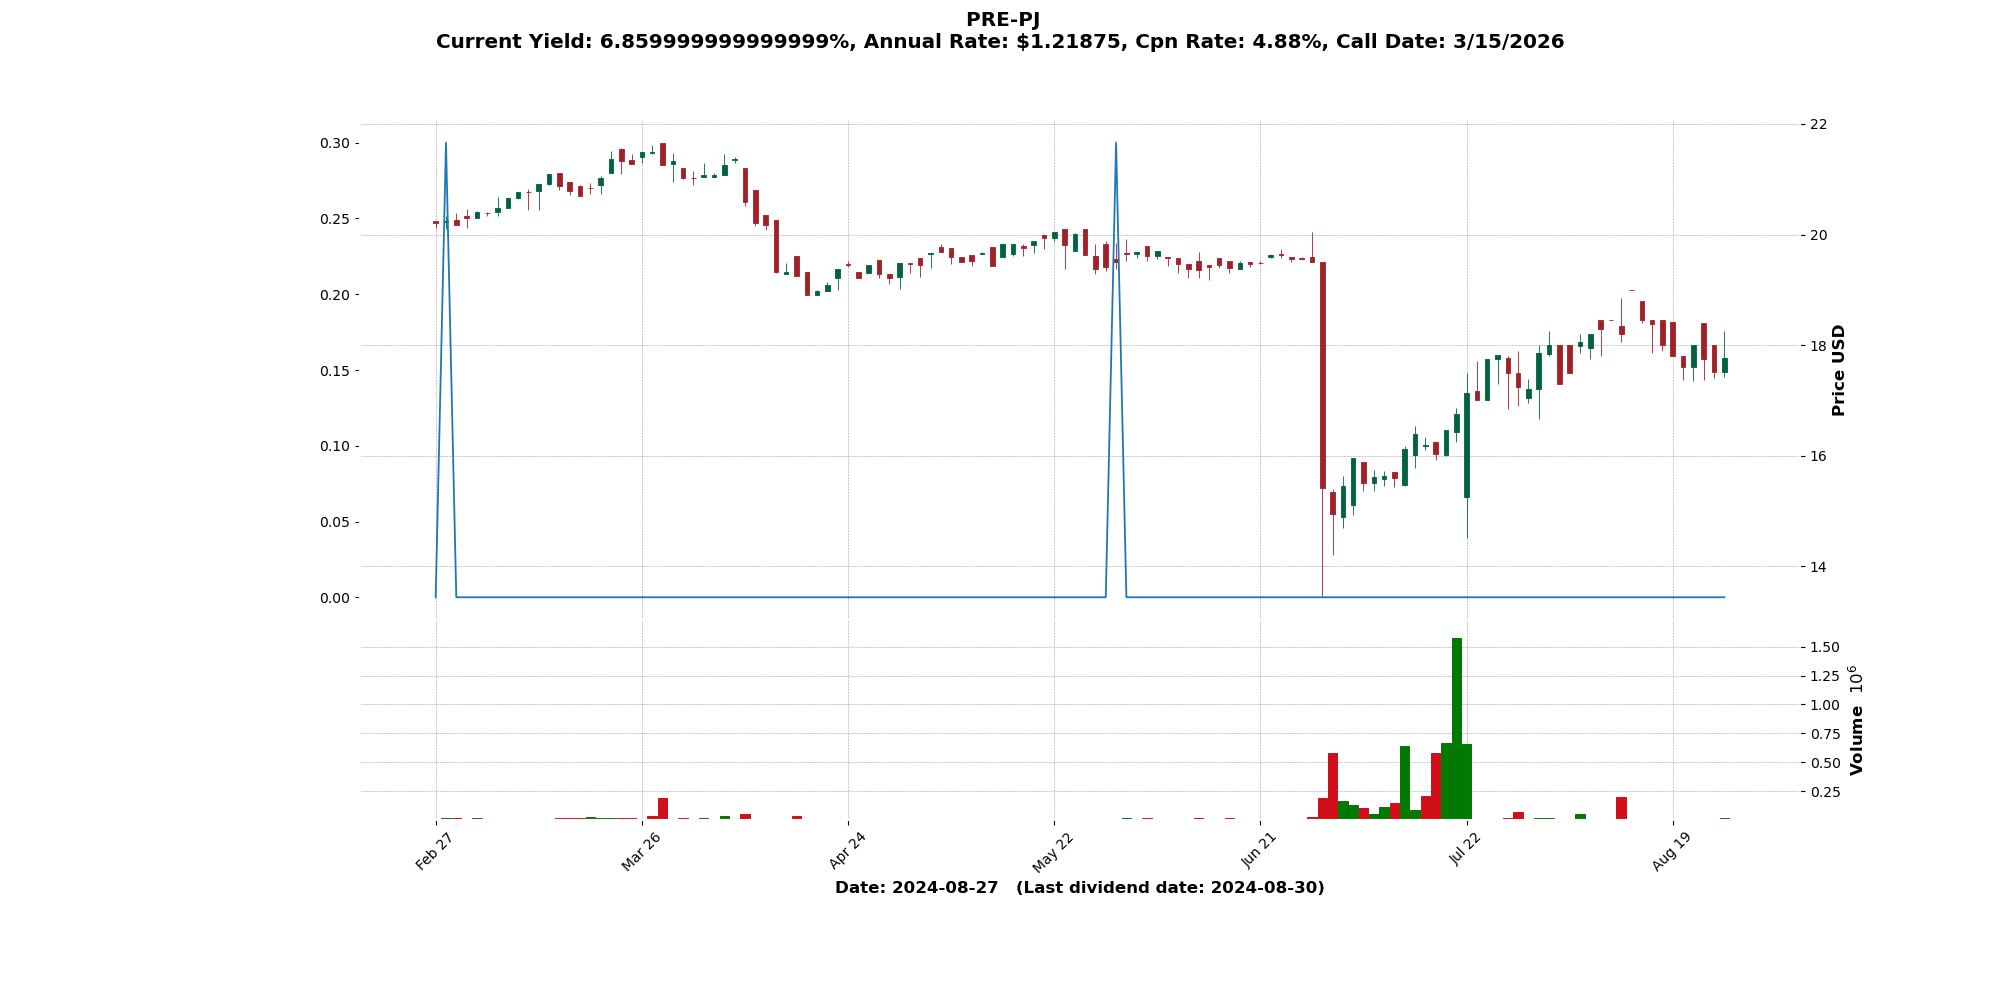 PRE-PJ
Current Yield: 6.859999999999999%, Annual Rate: $1.21875, Cpn Rate: 4.88%, Call Date: 3/15/2026
0.30
0.25
0.20
0.15
0.10
0.05
0.00
22
20
18
16
14
Price USD
1.50
1.25
1.00
0.75
0.50
0.25
Volume 10^6
Feb 27
Mar 26
Apr 24
May 22
Jun 21
Jul 22
Aug 19
Date: 2024-08-27 (Last dividend date: 2024-08-30)